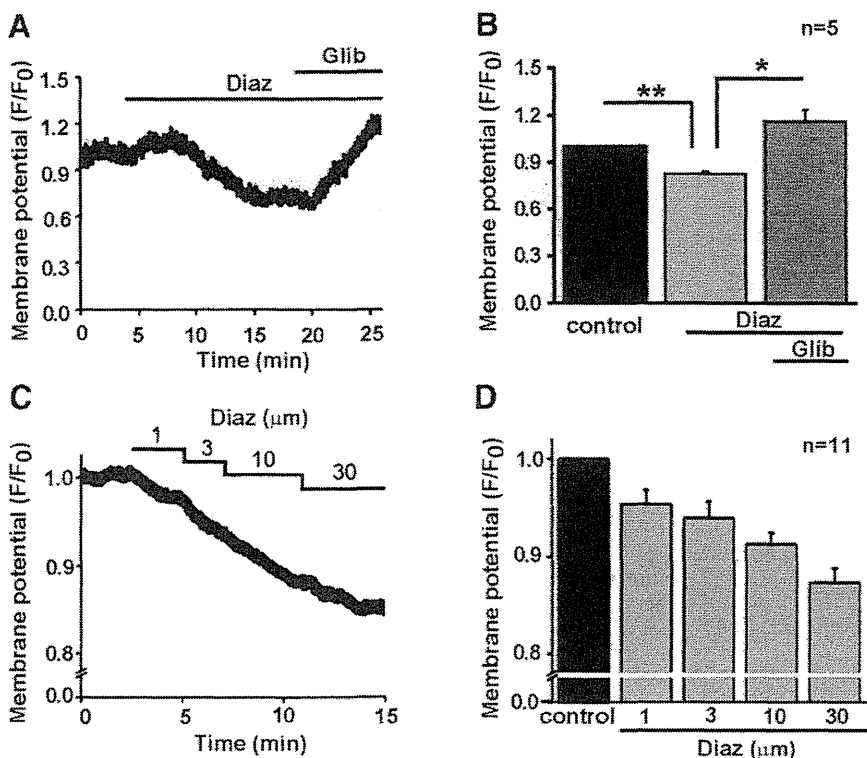 A
Glib
Diaz
Membrane potential (F/F0)
1.5
1.2
0.9
0.6
0.3
0.0
0 5 10 15 20 25
Time (min)
B
n=5
Membrane potential (F/F0)
1.5
1.2
0.9
0.6
0.3
0.0
**
*
control
Diaz
Glib
C
Diaz (μm)
1 3 10 30
Membrane potential (F/F0)
1.0
0.9
0.8
0.0
0 5 10 15
Time (min)
D
n=11
Membrane potential (F/F0)
1.0
0.9
0.8
0.0
control 1 3 10 30
Diaz (μm)